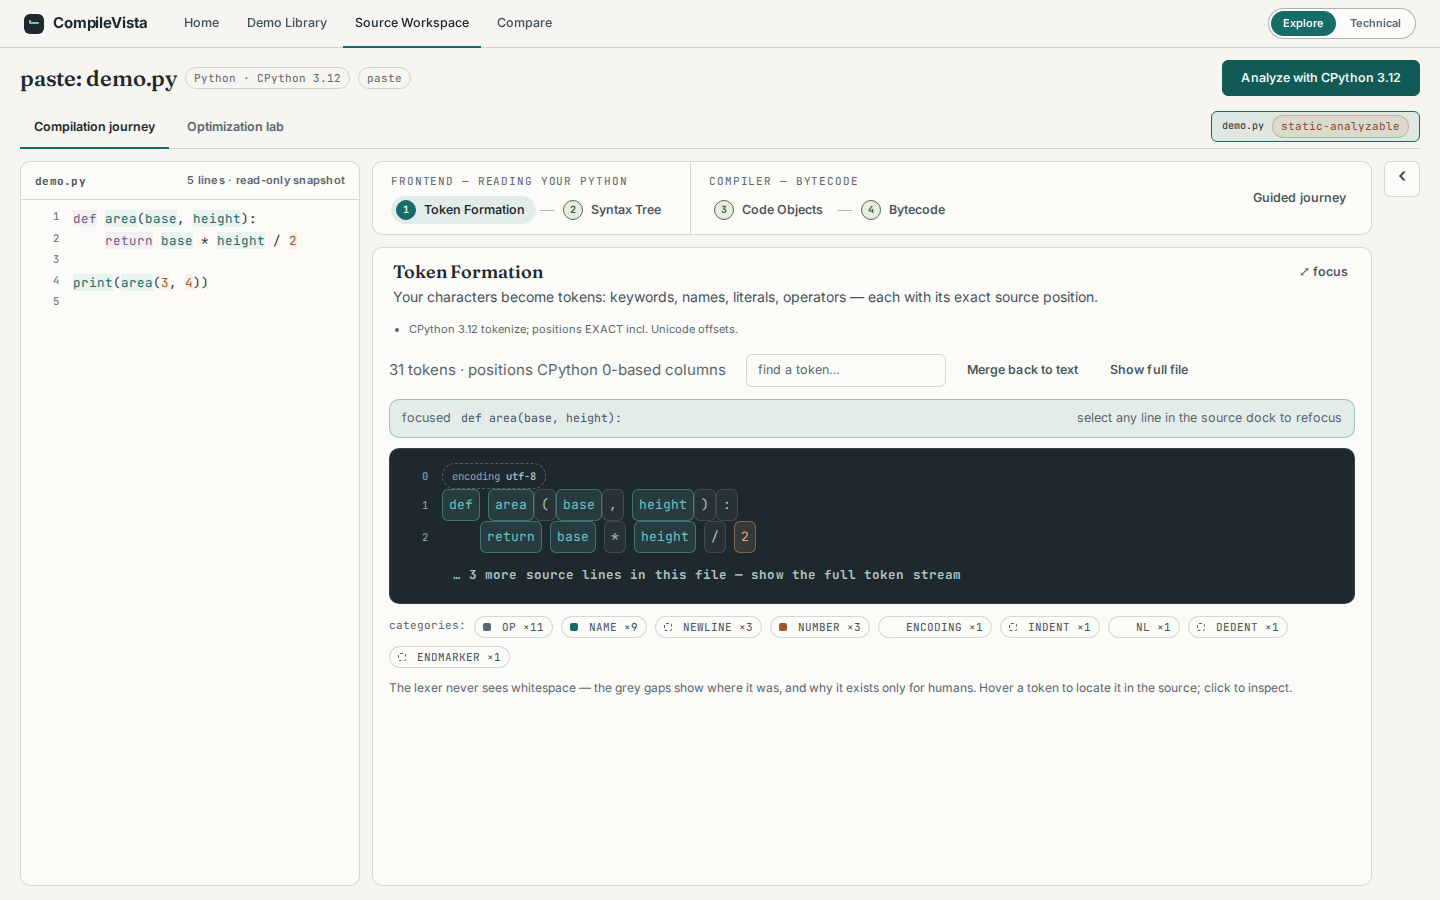 CompileVista Home Demo Library Source Workspace Compare Explore Technical
paste: demo.py Python · CPython 3.12 paste Analyze with CPython 3.12
Compilation journey Optimization lab demo.py static-analyzable
demo.py 5 lines · read-only snapshot
1 def area(base, height):
2 return base * height / 2
3
4 print(area(3, 4))
5
FRONTEND — READING YOUR PYTHON
1 Token Formation — 2 Syntax Tree
COMPILER — BYTECODE
3 Code Objects — 4 Bytecode
Guided journey
Token Formation ⤢ focus
Your characters become tokens: keywords, names, literals, operators — each with its exact source position.
• CPython 3.12 tokenize; positions EXACT incl. Unicode offsets.
31 tokens · positions CPython 0-based columns find a token... Merge back to text Show full file
focused def area(base, height): select any line in the source dock to refocus
0 encoding utf-8
1 def area ( base , height ) :
2 return base * height / 2
… 3 more source lines in this file — show the full token stream
categories: OP ×11 NAME ×9 NEWLINE ×3 NUMBER ×3 ENCODING ×1 INDENT ×1 NL ×1 DEDENT ×1
ENDMARKER ×1
The lexer never sees whitespace — the grey gaps show where it was, and why it exists only for humans. Hover a token to locate it in the source; click to inspect.